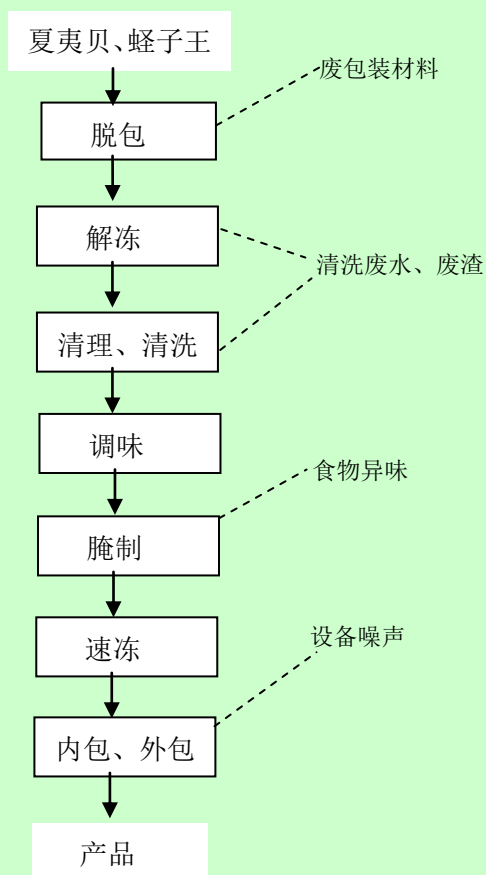 夏夷贝、蛏子王
废包装材料
脱包
解冻
清洗废水、废渣
清理、清洗
调味
食物异味
腌制
设备噪声
速冻
内包、外包
产品